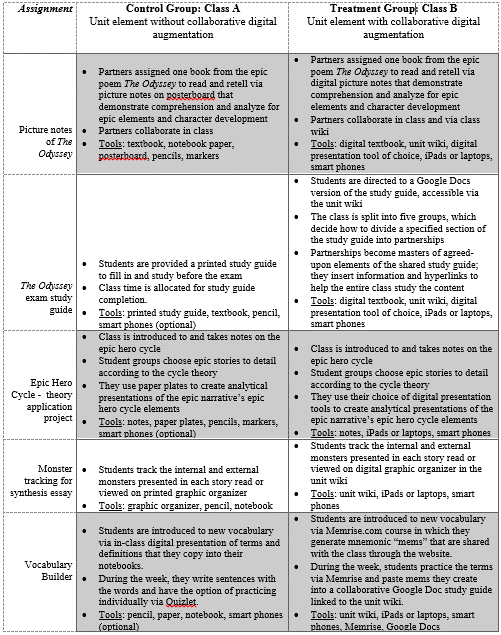 Assignment
Control Group: Class A
Unit element without collaborative digital
augmentation
Treatment Group: Class B
Unit element with collaborative digital
augmentation
Picture notes
of The
Odyssey
• Partners assigned one book from the epic
poem The Odyssey to read and retell via
picture notes on posterboard that
demonstrate comprehension and analyze for
epic elements and character development
• Partners collaborate in class
• Tools: textbook, notebook paper,
posterboard, pencils, markers
• Partners assigned one book from the epic
poem The Odyssey to read and retell via
digital picture notes that demonstrate
comprehension and analyze for epic
elements and character development
• Partners collaborate in class and via class
wiki
• Tools: digital textbook, unit wiki, digital
presentation tool of choice, iPads or laptops,
smart phones
The Odyssey
exam study
guide
• Students are provided a printed study guide
to fill in and study before the exam
• Class time is allocated for study guide
completion.
• Tools: printed study guide, textbook, pencil,
smart phones (optional)
• Students are directed to a Google Docs
version of the study guide, accessible via
the unit wiki
• The class is split into five groups, which
decide how to divide a specified section of
the study guide into partnerships
• Partnerships become masters of agreed-
upon elements of the shared study guide;
they insert information and hyperlinks to
help the entire class study the content
• Tools: digital textbook, unit wiki, digital
presentation tool of choice, iPads or laptops,
smart phones
Epic Hero
Cycle - theory
application
project
• Class is introduced to and takes notes on the
epic hero cycle
• Student groups choose epic stories to detail
according to the cycle theory
• They use paper plates to create analytical
presentations of the epic narrative's epic
hero cycle elements
• Tools: notes, paper plates, pencils, markers,
smart phones (optional)
• Class is introduced to and takes notes on the
epic hero cycle
• Student groups choose epic stories to detail
according to the cycle theory
• They use their choice of digital presentation
tools to create analytical presentations of the
epic narrative's epic hero cycle elements
• Tools: notes, iPads or laptops, smart phones
Monster
tracking for
synthesis essay
• Students track the internal and external
monsters presented in each story read or
viewed on printed graphic organizer
• Tools: graphic organizer, pencil, notebook
• Students track the internal and external
monsters presented in each story read or
viewed on digital graphic organizer in the
unit wiki
• Tools: unit wiki, iPads or laptops, smart
phones
Vocabulary
Builder
• Students are introduced to new vocabulary
via in-class digital presentation of terms and
definitions that they copy into their
notebooks.
• During the week, they write sentences with
the words and have the option of practicing
individually via Quizlet.
• Tools: pencil, paper, notebook, smart phones
(optional)
• Students are introduced to new vocabulary
via Memrise.com course in which they
generate mnemonic “mems” that are shared
with the class through the website.
• During the week, students practice the terms
via Memrise and paste mems they create
into a collaborative Google Doc study
guide linked to the unit wiki.
• Tools: unit wiki, iPads or laptops, smart
phones, Memrise, Google Docs